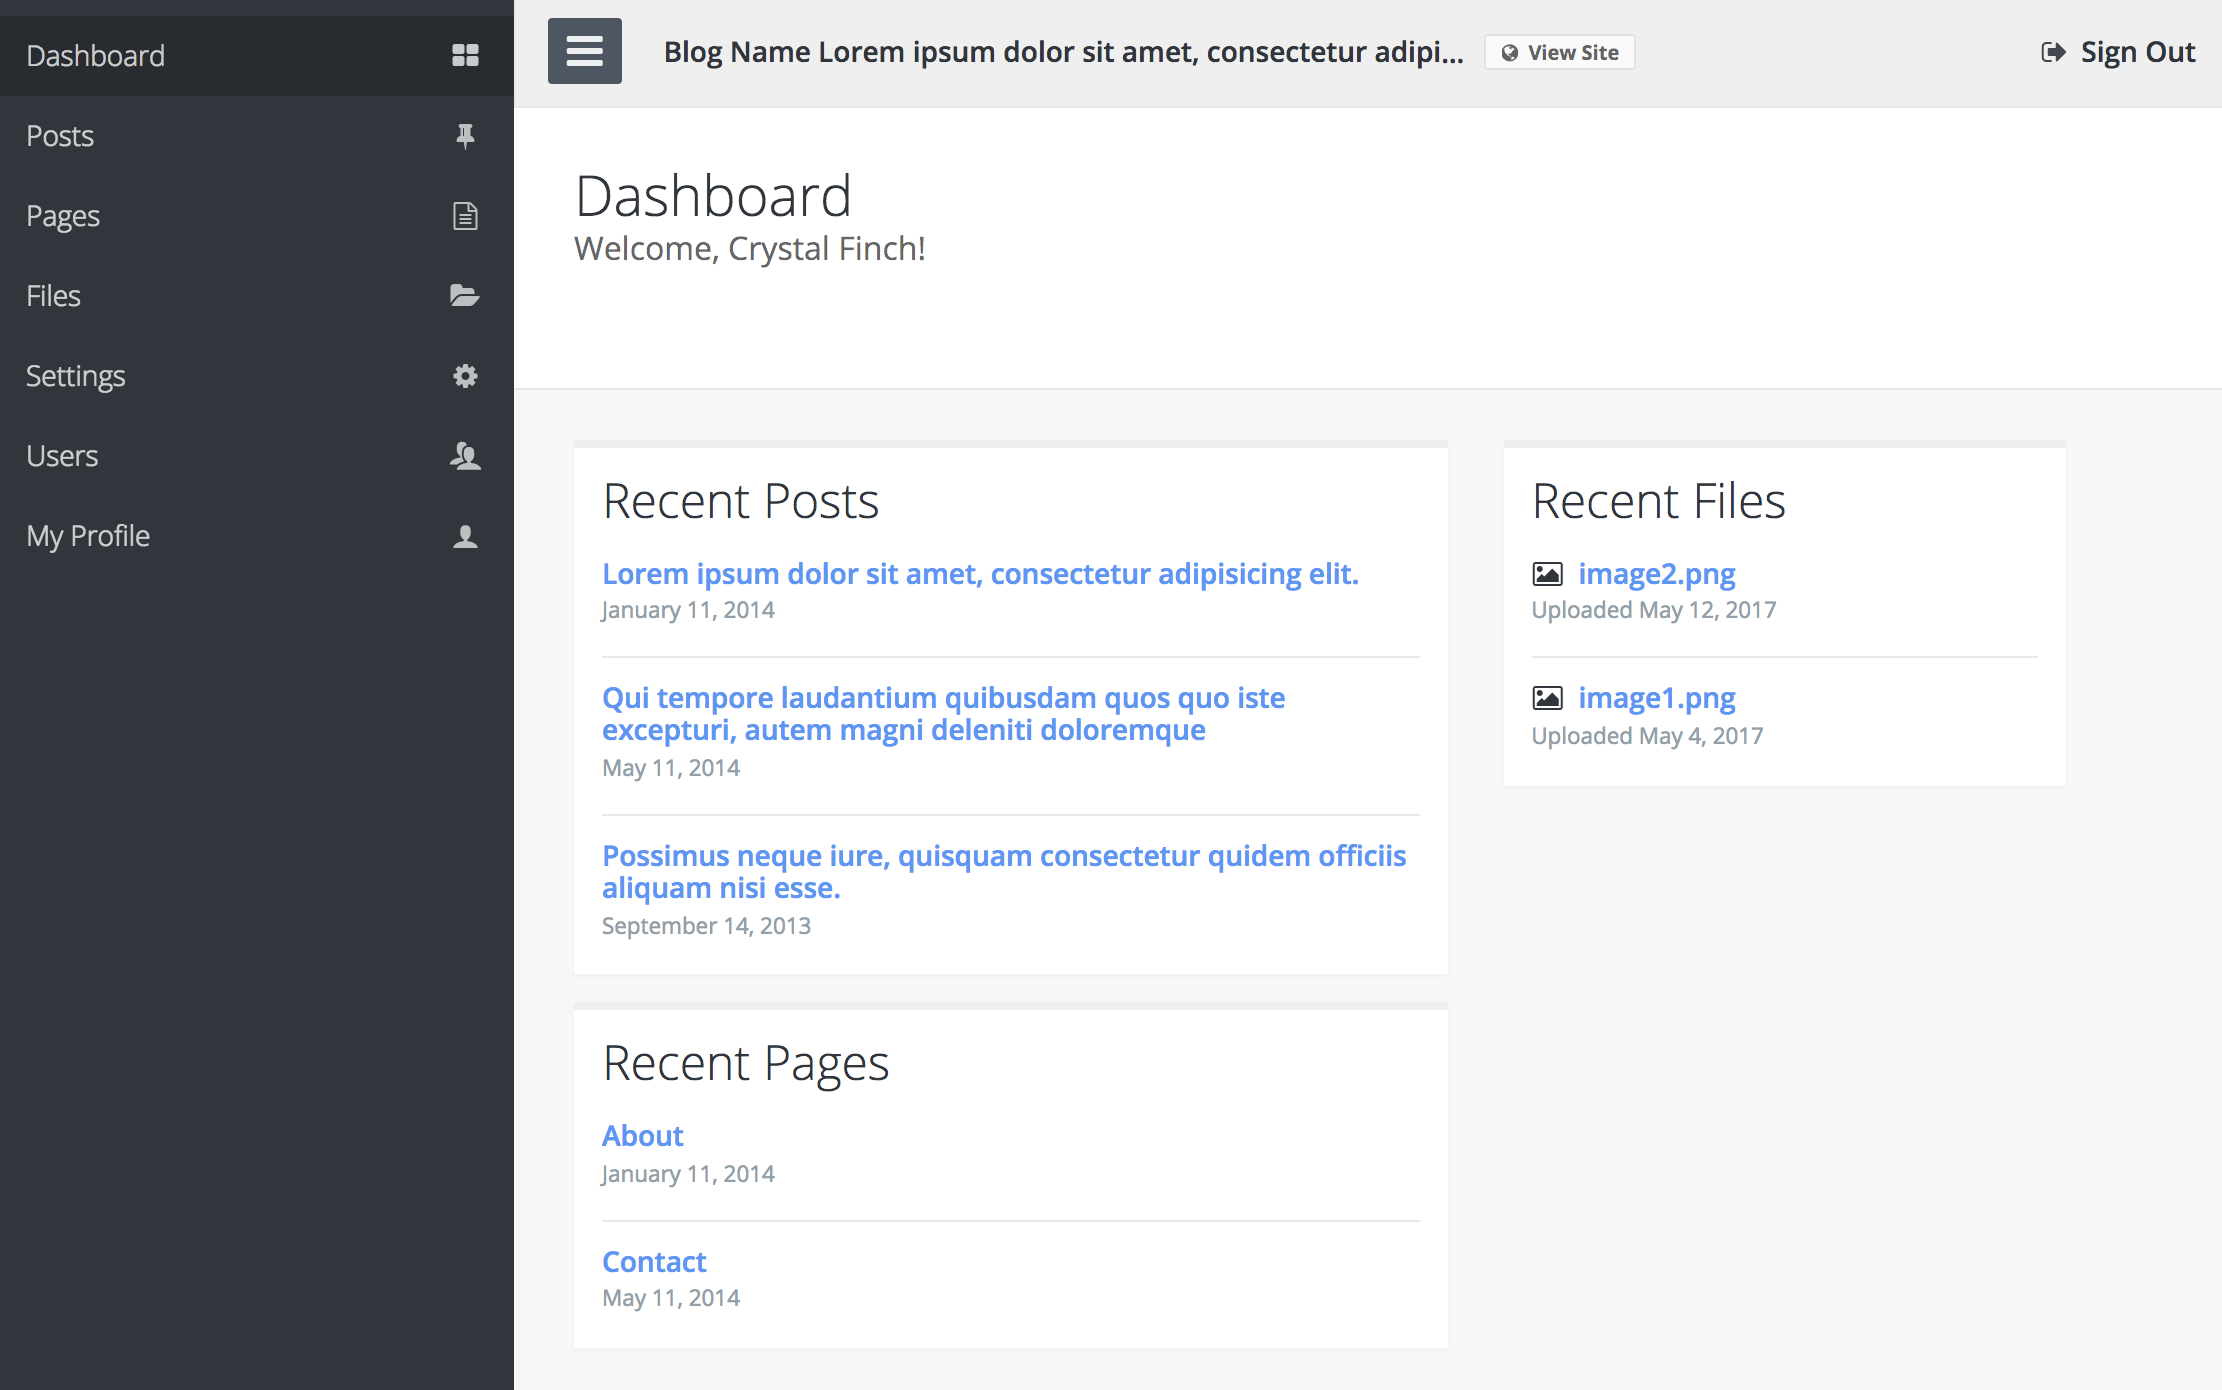 Dashboard
Posts
Pages
Files
Settings
Users
My Profile
Blog Name Lorem ipsum dolor sit amet, consectetur adipi...
View Site
Sign Out
Dashboard
Welcome, Crystal Finch!
Recent Posts
Lorem ipsum dolor sit amet, consectetur adipisicing elit.
January 11, 2014
Qui tempore laudantium quibusdam quos quo iste
excepturi, autem magni deleniti doloremque
May 11, 2014
Possimus neque iure, quisquam consectetur quidem officiis
aliquam nisi esse.
September 14, 2013
Recent Pages
About
January 11, 2014
Contact
May 11, 2014
Recent Files
image2.png
Uploaded May 12, 2017
image1.png
Uploaded May 4, 2017